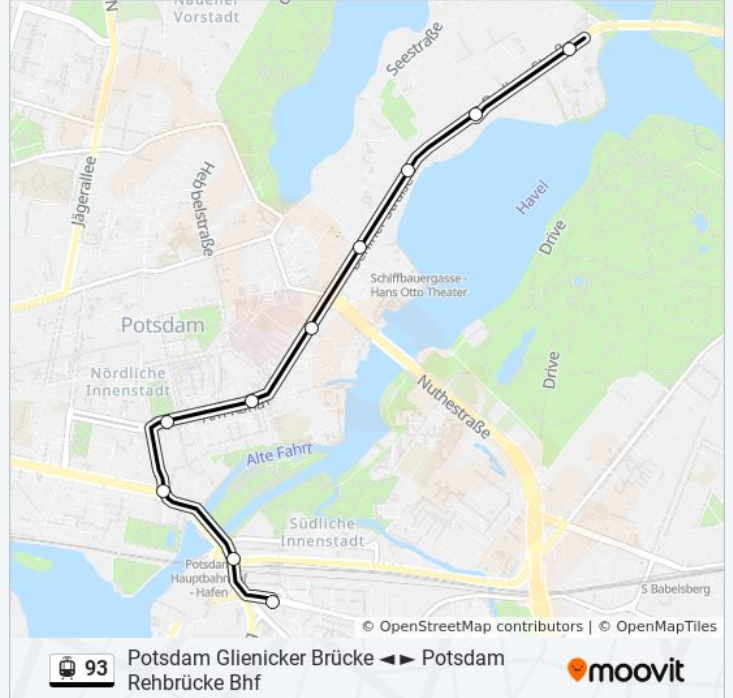 Nauener
Vorstadt
Seestraße
Jägerallee
Hebbelstraße
Havel
Drive
Schiffbauergasse -
Hans Otto Theater
Potsdam
Nördliche
Innenstadt
Drive
Nuthestraße
Alte Fahrt
Südliche
Innenstadt
Hauptbahnhof
- Hafen
S Babelsberg
© OpenStreetMap contributors | © OpenMapTiles
93 Potsdam Glienicker Brücke ◄ ► Potsdam
Rehbrücke Bhf
moovit